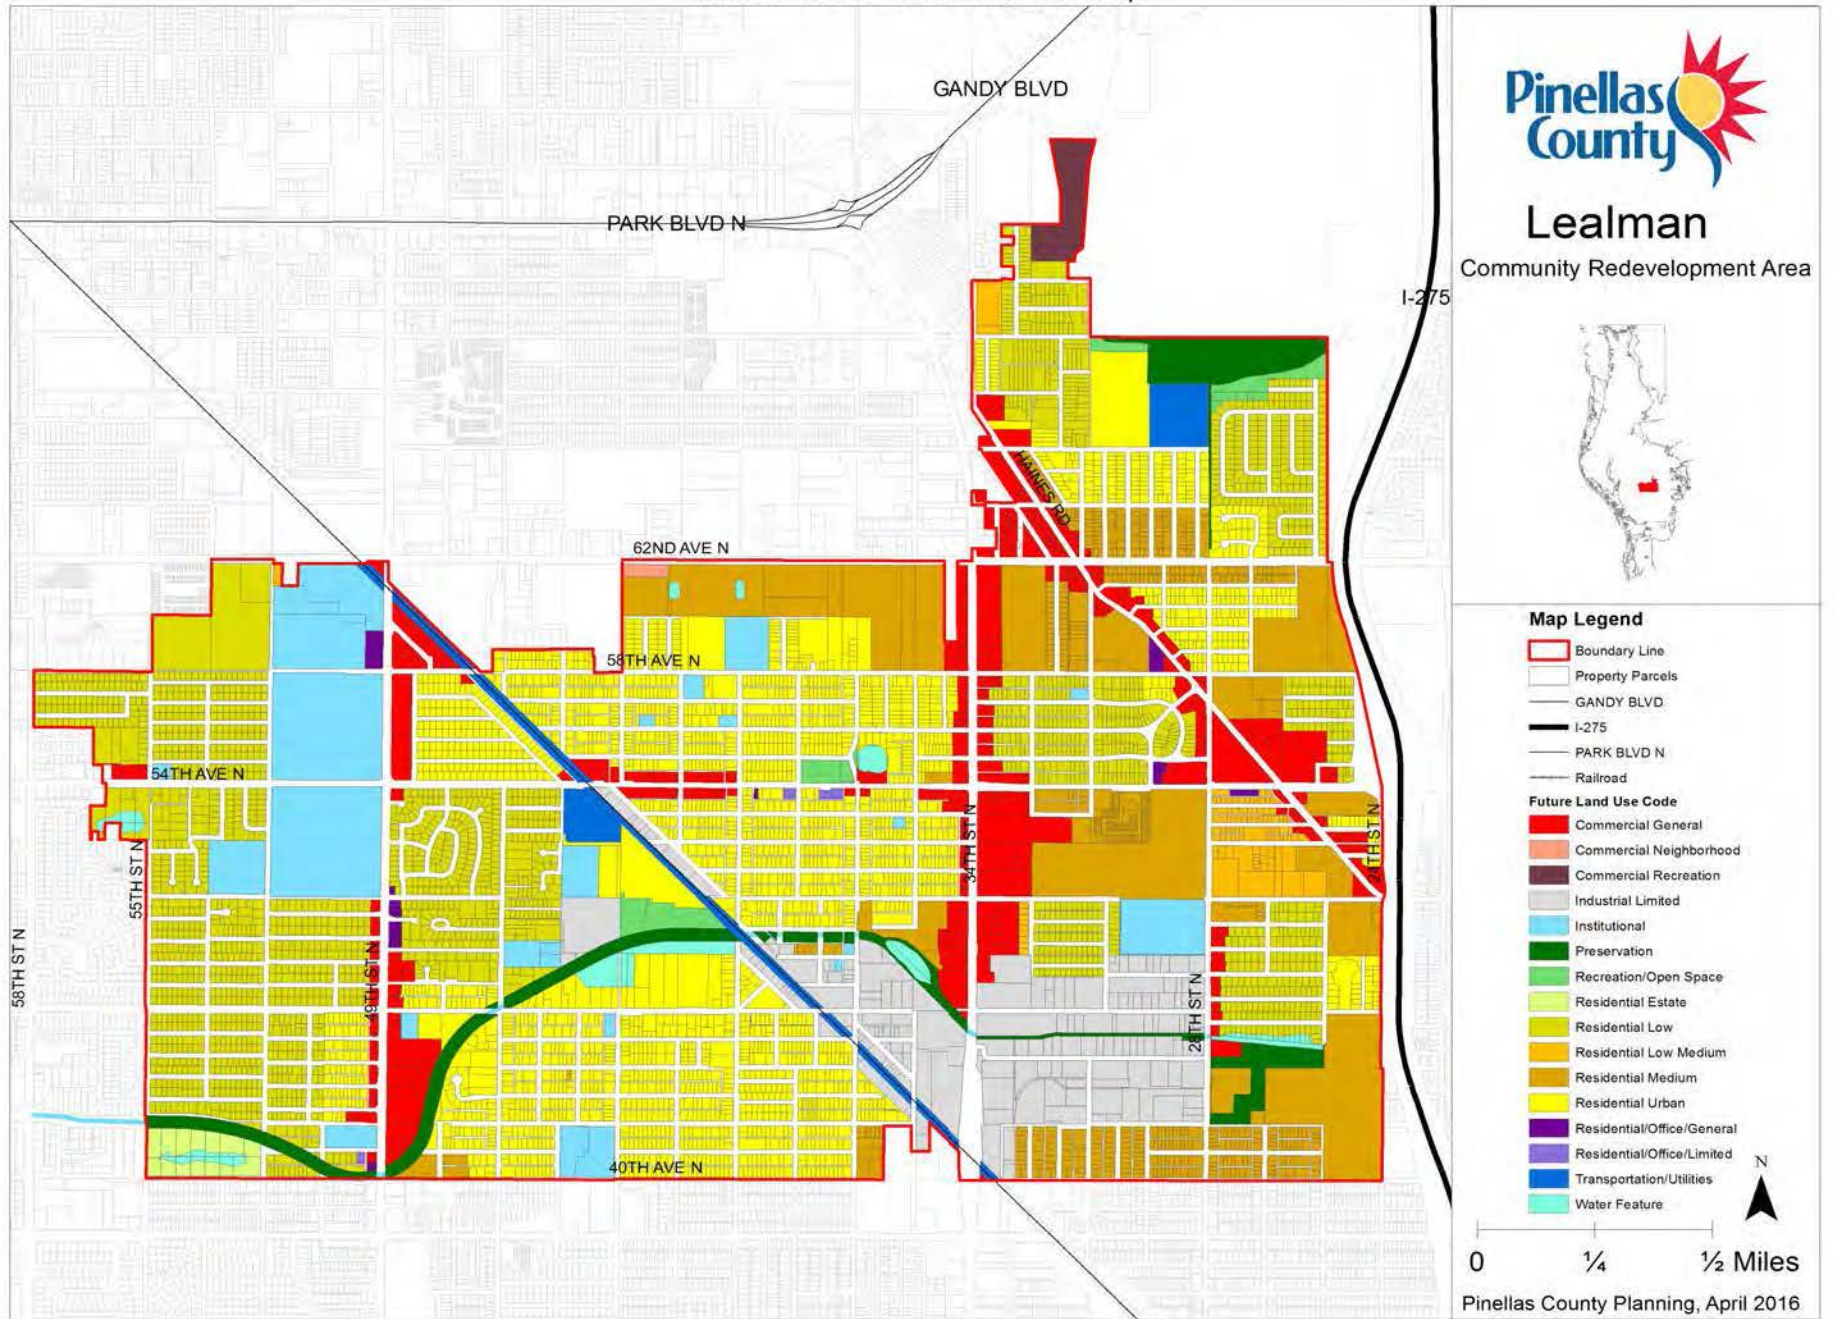 GANDY BLVD
PARK BLVD N
I-275
HAINES RD
62ND AVE N
58TH AVE N
54TH AVE N
34TH ST N
24TH ST N
55TH ST N
49TH ST N
58TH ST N
28TH ST N
40TH AVE N
Pinellas
County
Lealman
Community Redevelopment Area
Map Legend
Boundary Line
Property Parcels
GANDY BLVD
I-275
PARK BLVD N
Railroad
Future Land Use Code
Commercial General
Commercial Neighborhood
Commercial Recreation
Industrial Limited
Institutional
Preservation
Recreation/Open Space
Residential Estate
Residential Low
Residential Low Medium
Residential Medium
Residential Urban
Residential/Office/General
Residential/Office/Limited
Transportation/Utilities
Water Feature
N
0 ¼ ½ Miles
Pinellas County Planning, April 2016